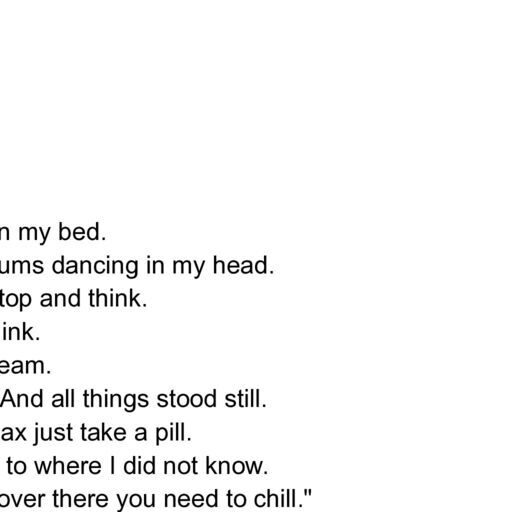 n my bed.
ums dancing in my head.
top and think.
ink.
eam.
And all things stood still.
ax just take a pill.
to where I did not know.
over there you need to chill."